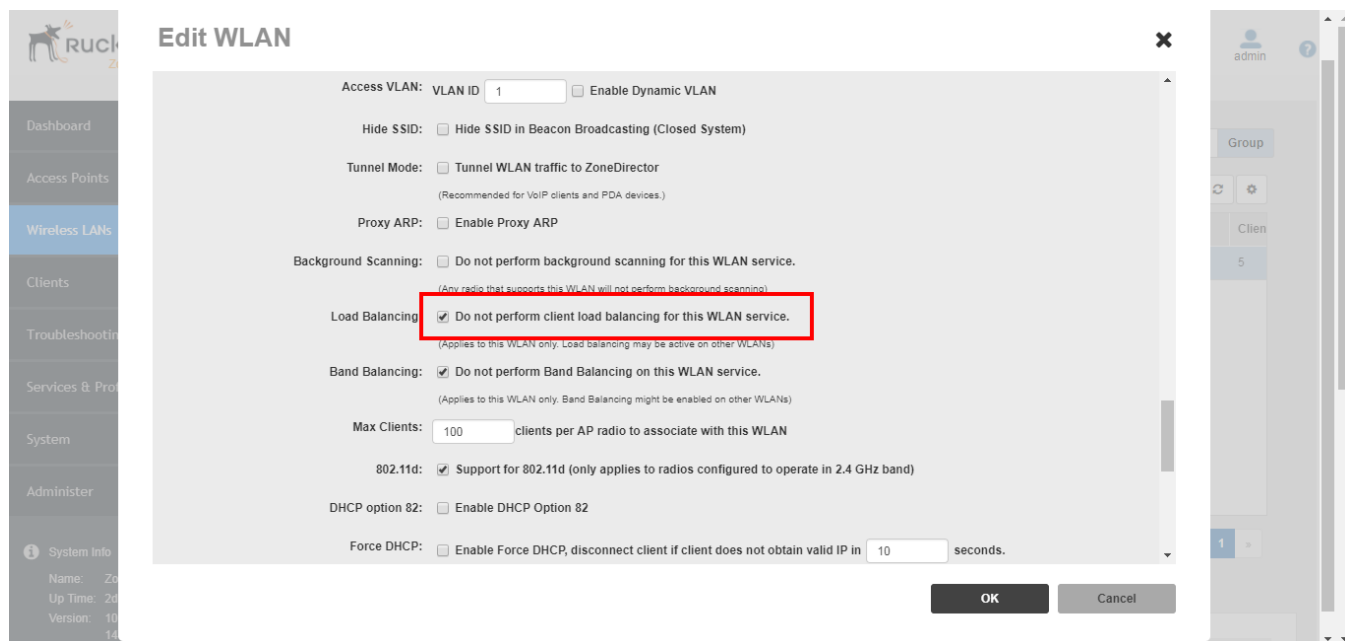 RUCK
Edit WLAN
admin
Access VLAN: VLAN ID 1 Enable Dynamic VLAN
Dashboard
Hide SSID: Hide SSID in Beacon Broadcasting (Closed System)
Group
Tunnel Mode: Tunnel WLAN traffic to ZoneDirector
Access Points
(Recommended for VoIP clients and PDA devices.)
Proxy ARP: Enable Proxy ARP
Wireless LANs
Clien
Background Scanning: Do not perform background scanning for this WLAN service.
5
Clients
(Any radio that supports this WLAN will not perform background scanning)
Load Balancing Do not perform client load balancing for this WLAN service.
Troubleshootin
(Applies to this WLAN only. Load balancing may be active on other WLANs)
Band Balancing: Do not perform Band Balancing on this WLAN service.
Services & Prof
(Applies to this WLAN only. Band Balancing might be enabled on other WLANs)
Max Clients: 100 clients per AP radio to associate with this WLAN
System
802.11d: Support for 802.11d (only applies to radios configured to operate in 2.4 GHz band)
Administer
DHCP option 82: Enable DHCP Option 82
System Info
Force DHCP: Enable Force DHCP, disconnect client if client does not obtain valid IP in 10 seconds.
1 »
Name: Zo
Up Time: 2d
OK Cancel
Version: 10
14